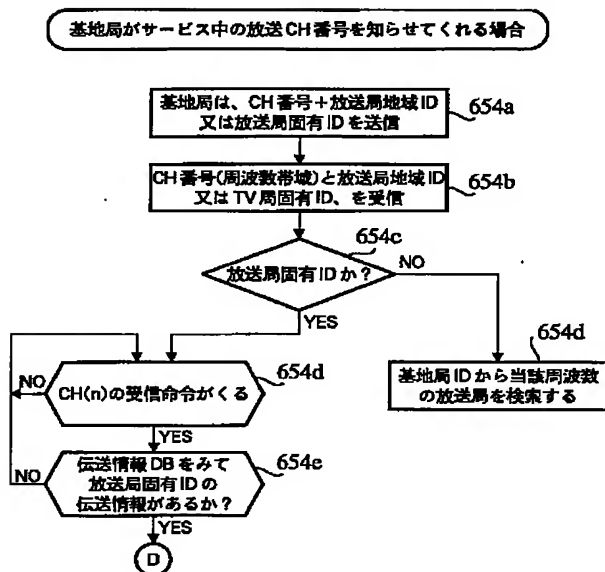 基地局がサービス中の放送CH番号を知らせてくれる場合
基地局は、CH番号+放送局地域ID
又は放送局固有IDを送信
654a
CH番号(周波数帯域)と放送局地域ID
又はTV局固有ID、を受信
654b
654c
放送局固有IDか？
NO
YES
654d
基地局IDから当該周波数
の放送局を検索する
654d
NO
CH(n)の受信命令がくる
YES
654e
NO
伝送情報DBをみて
放送局固有IDの
伝送情報があるか？
YES
D